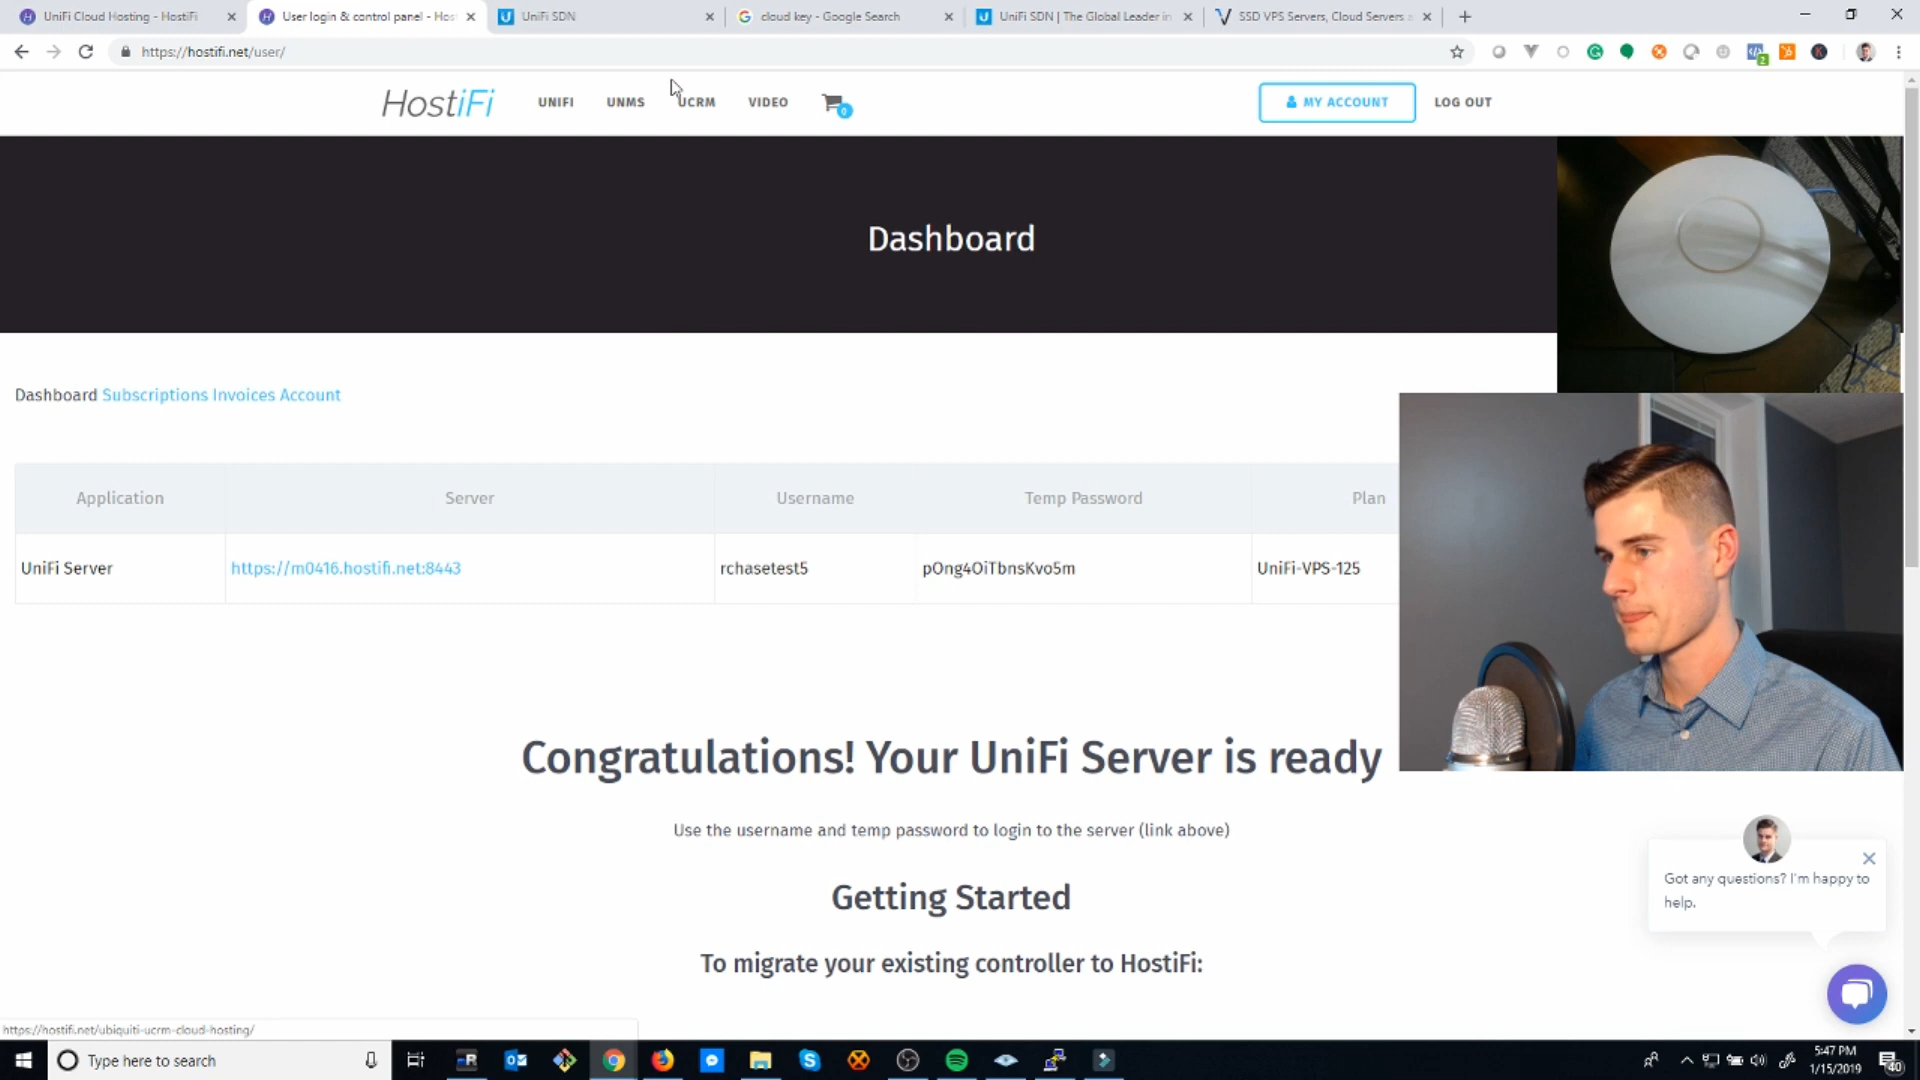 UniFi Cloud Hosting - HostiFi
User login & control panel - Hos
UniFi SDN
cloud key - Google Search
UniFi SDN | The Global Leader in
SSD VPS Servers, Cloud Servers a
https://hostifi.net/user/
HostiFi
UNIFI
UNMS
UCRM
VIDEO
0
MY ACCOUNT
LOG OUT
Dashboard
Dashboard Subscriptions Invoices Account
Application
Server
Username
Temp Password
Plan
UniFi Server
https://m0416.hostifi.net:8443
rchasetest5
pOng4OiTbnsKvo5m
UniFi-VPS-125
Congratulations! Your UniFi Server is ready
Use the username and temp password to login to the server (link above)
Getting Started
To migrate your existing controller to HostiFi:
Got any questions? I'm happy to
help.
https://hostifi.net/ubiquiti-ucrm-cloud-hosting/
Type here to search
5:47 PM
1/15/2019
40